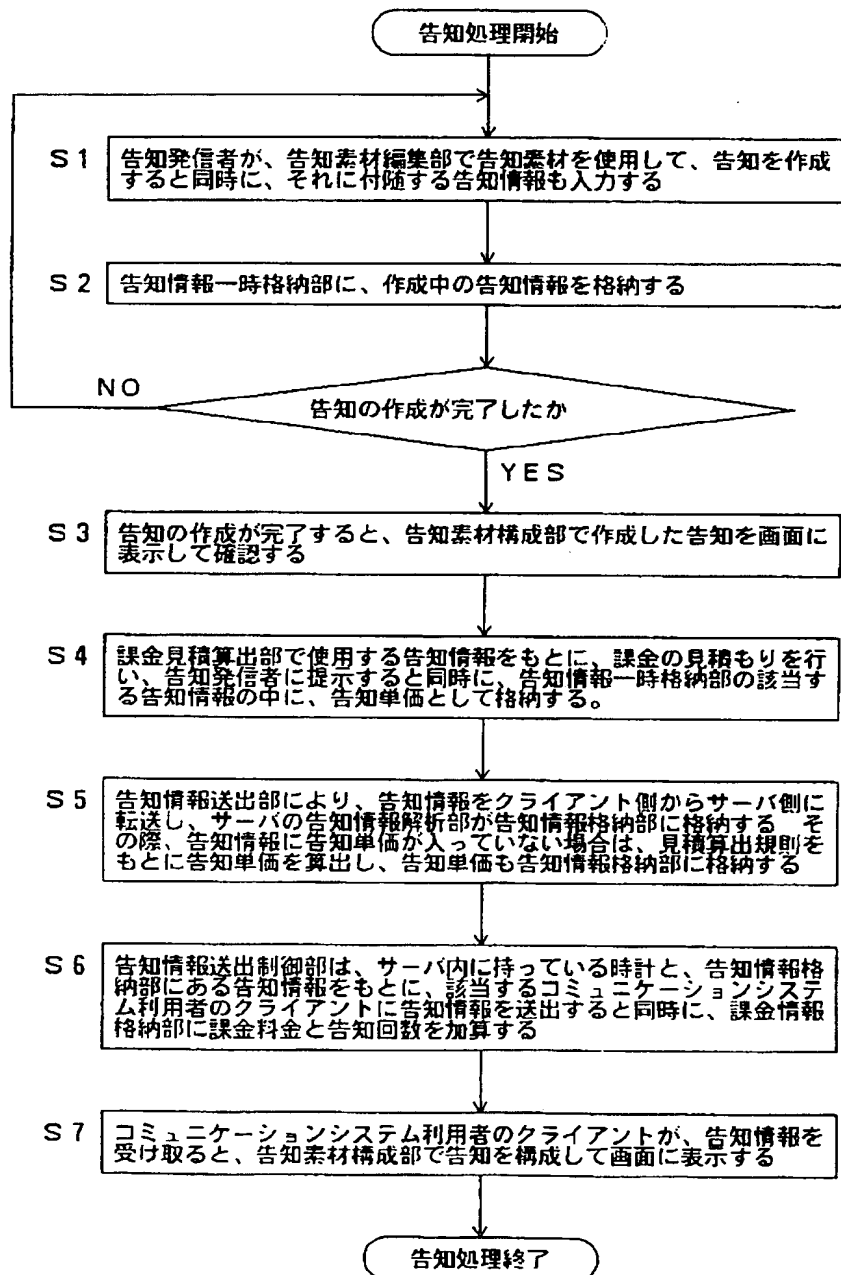 告知処理開始
S1 告知発信者が、告知素材編集部で告知素材を使用して、告知を作成
すると同時に、それに付随する告知情報も入力する
S2 告知情報一時格納部に、作成中の告知情報を格納する
NO
告知の作成が完了したか
YES
S3 告知の作成が完了すると、告知素材構成部で作成した告知を画面に
表示して確認する
S4 課金見積算出部で使用する告知情報をもとに、課金の見積もりを行
い、告知発信者に提示すると同時に、告知情報一時格納部の該当す
る告知情報の中に、告知単価として格納する。
S5 告知情報送出部により、告知情報をクライアント側からサーバ側に
転送し、サーバの告知情報解析部が告知情報格納部に格納する そ
の際、告知情報に告知単価が入っていない場合は、見積算出規則を
もとに告知単価を算出し、告知単価も告知情報格納部に格納する
S6 告知情報送出制御部は、サーバ内に持っている時計と、告知情報格
納部にある告知情報をもとに、該当するコミュニケーションシステ
ム利用者のクライアントに告知情報を送出すると同時に、課金情報
格納部に課金料金と告知回数を加算する
S7 コミュニケーションシステム利用者のクライアントが、告知情報を
受け取ると、告知素材構成部で告知を構成して画面に表示する
告知処理終了